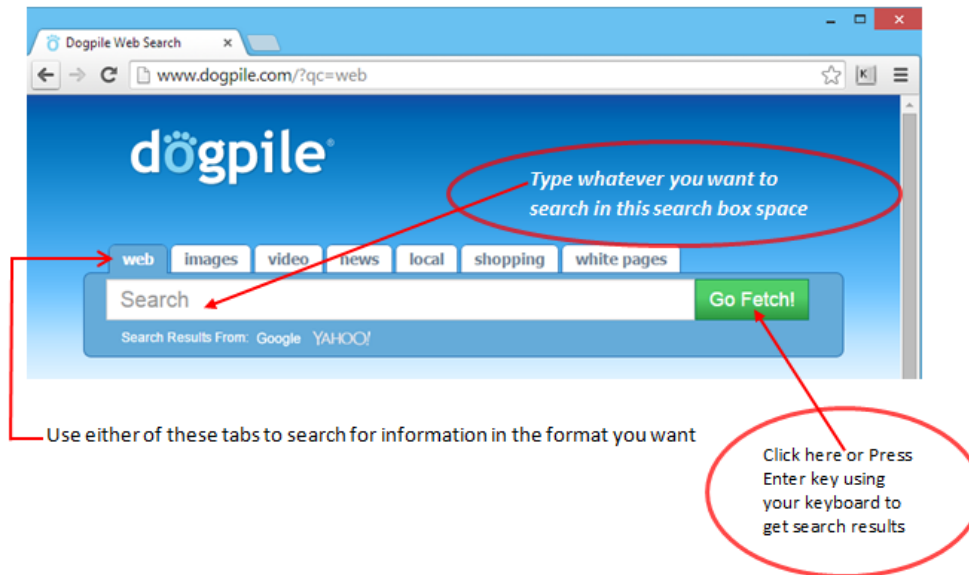 Dogpile Web Search
www.dogpile.com/?qc=web
K
dogpile®
Type whatever you want to
search in this search box space
web images video news local shopping white pages
Search Go Fetch!
Search Results From: Google YAHOO!
Use either of these tabs to search for information in the format you want
Click here or Press
Enter key using
your keyboard to
get search results